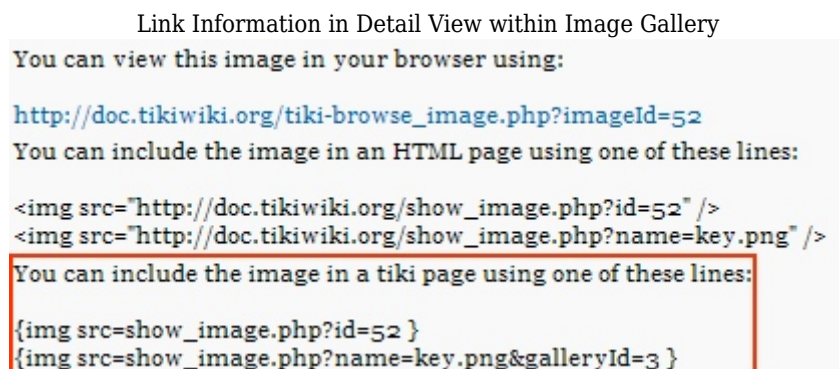 Link Information in Detail View within Image Gallery
You can view this image in your browser using:
http://doc.tikiwiki.org/tiki-browse_image.php?imageId=52
You can include the image in an HTML page using one of these lines:
<img src="http://doc.tikiwiki.org/show_image.php?id=52" />
<img src="http://doc.tikiwiki.org/show_image.php?name=key.png" />
You can include the image in a tiki page using one of these lines:
{img src=show_image.php?id=52 }
{img src=show_image.php?name=key.png&galleryId=3 }